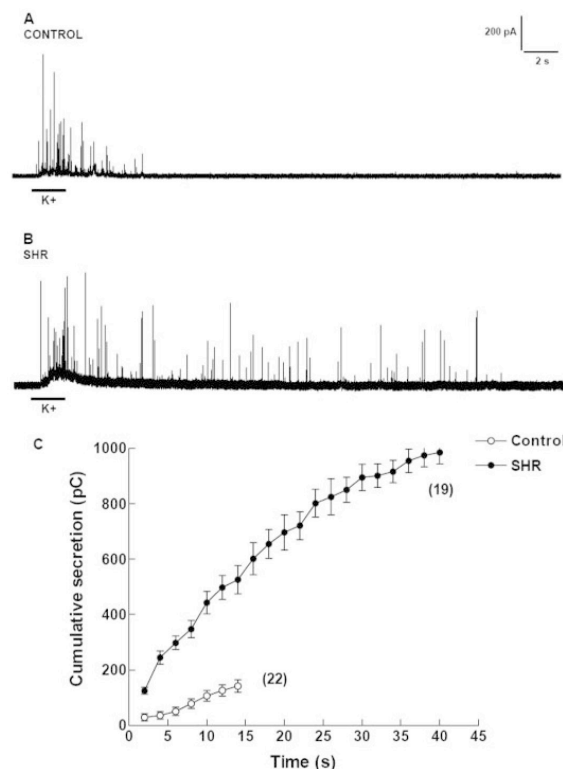 A
CONTROL
200 pA
2 s
K+
B
SHR
K+
C
Control
SHR
Cumulative secretion (pC)
1000
800
600
400
200
0
(19)
(22)
0 5 10 15 20 25 30 35 40 45
Time (s)